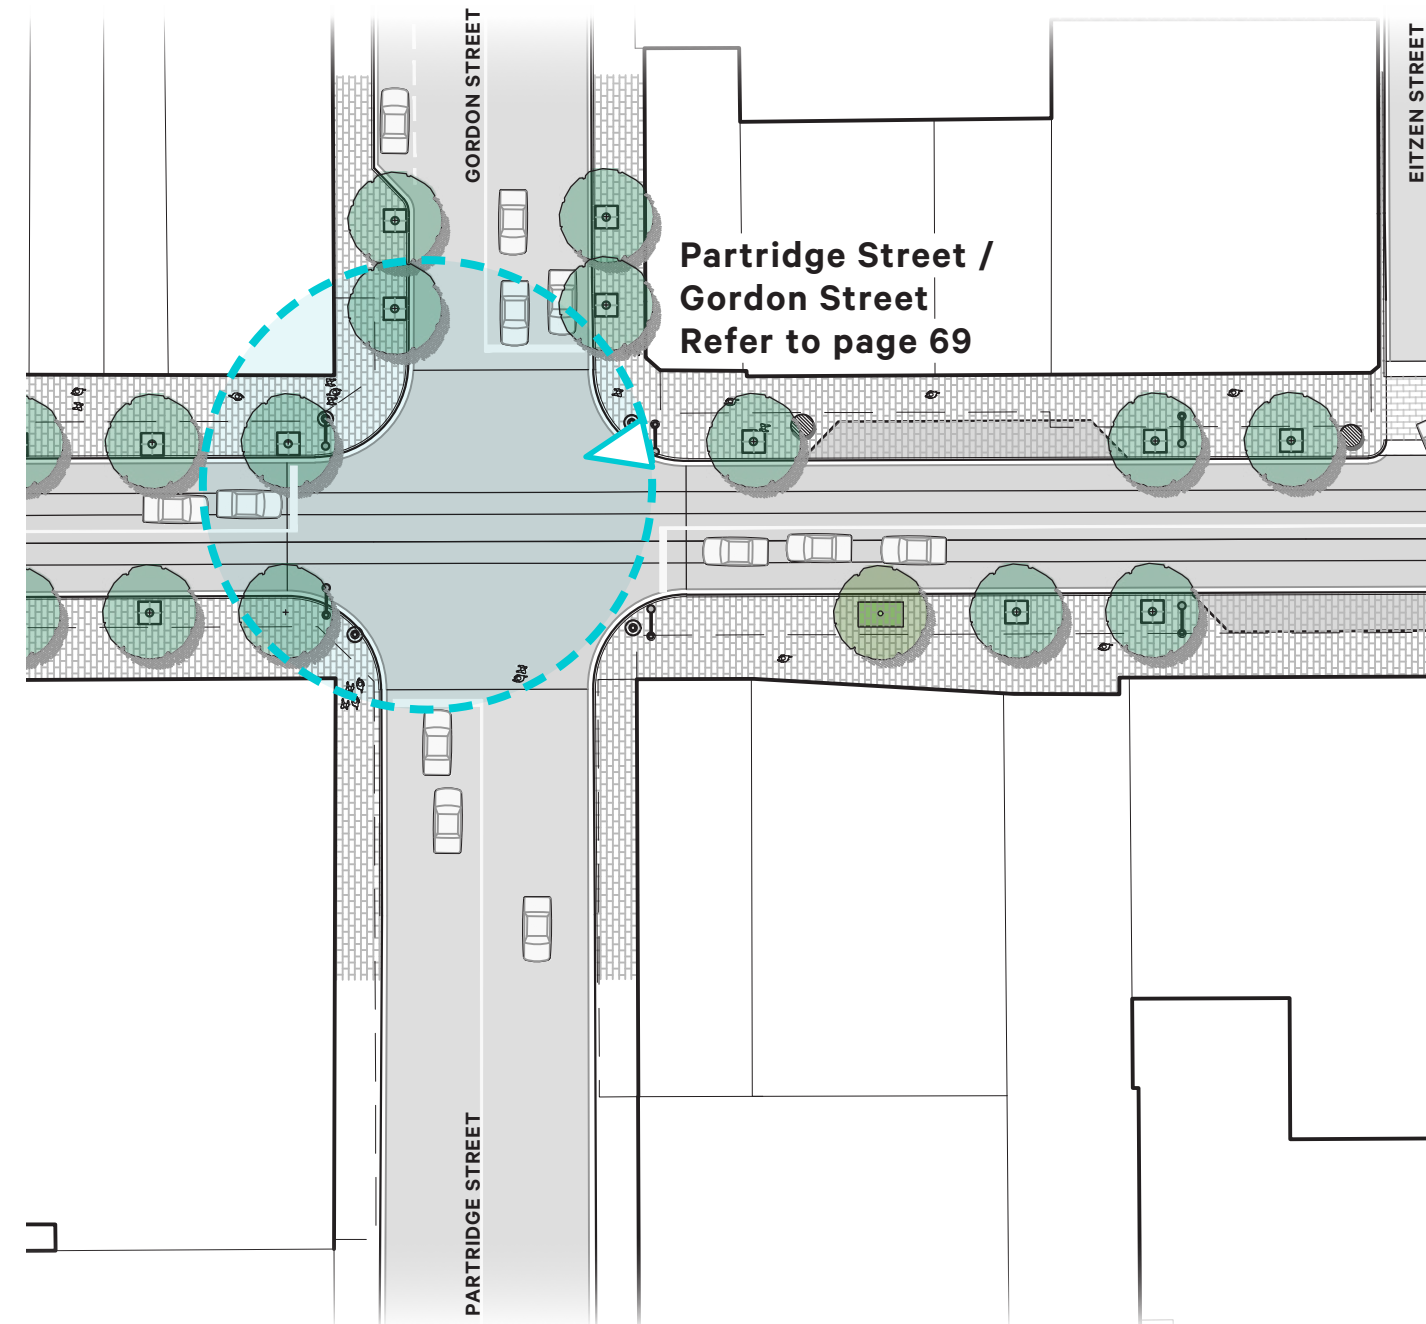 GORDON STREET
EITZEN STREET
Partridge Street /
Gordon Street
Refer to page 69
PARTRIDGE STREET